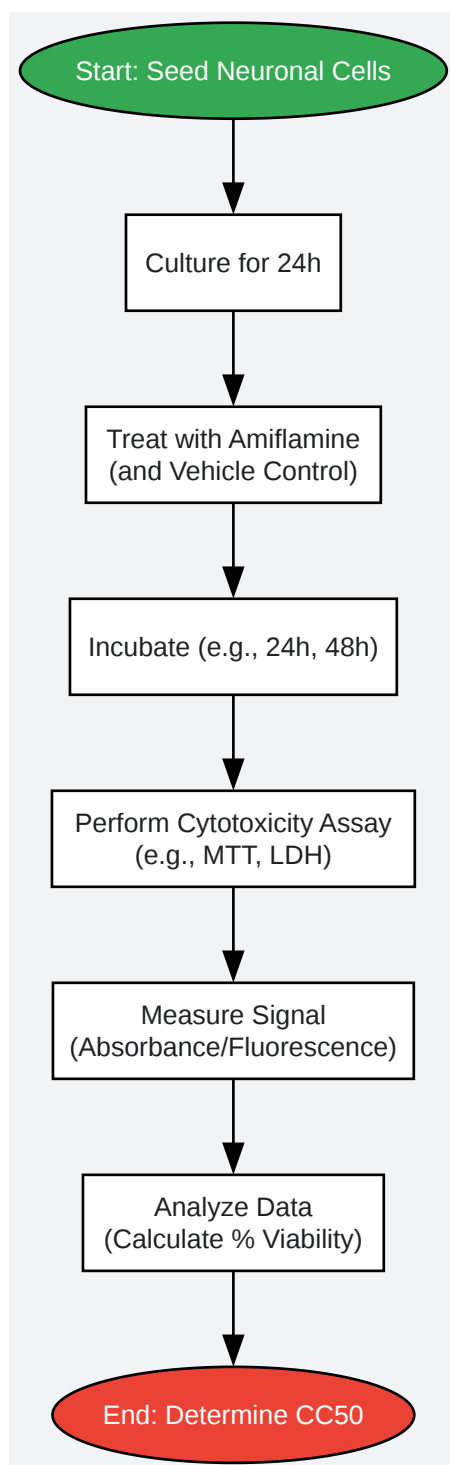 Start: Seed Neuronal Cells
Culture for 24h
Treat with Amiflamine
(and Vehicle Control)
Incubate (e.g., 24h, 48h)
Perform Cytotoxicity Assay
(e.g., MTT, LDH)
Measure Signal
(Absorbance/Fluorescence)
Analyze Data
(Calculate % Viability)
End: Determine CC50